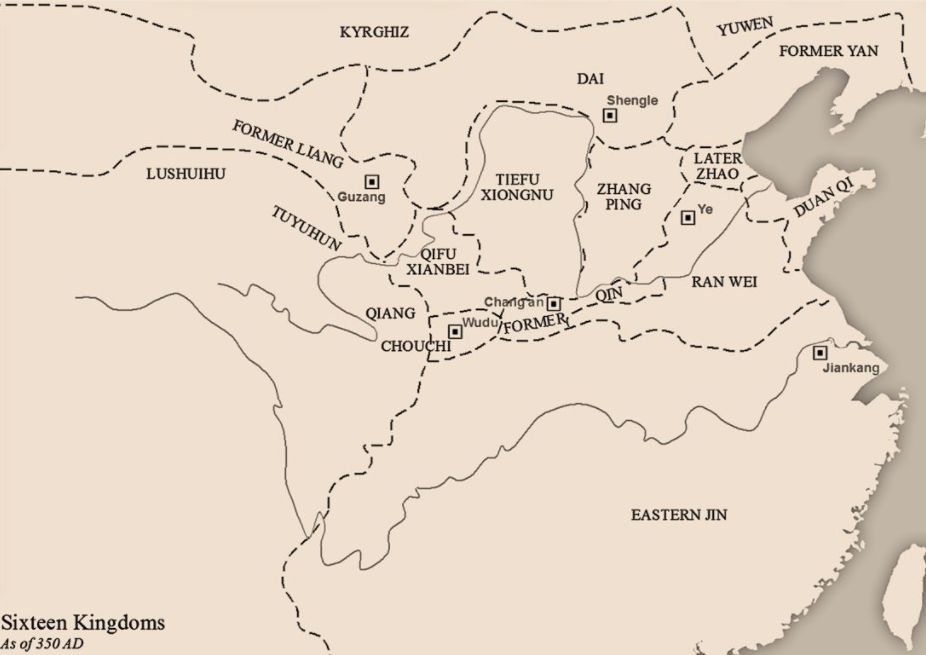 KYRGHIZ
YUWEN
FORMER YAN
DAI
Shengle
FORMER LIANG
LUSHUIHU
Guzang
TIEFU
XIONGNU
ZHANG
PING
LATER
ZHAO
DUAN QI
Ye
TUYUHUN
QIFU
XIANBEI
RAN WEI
QIANG
Chang'an
QIN
FORMER
Wudu
CHOUCHI
Jiankang
EASTERN JIN
Sixteen Kingdoms
As of 350 AD